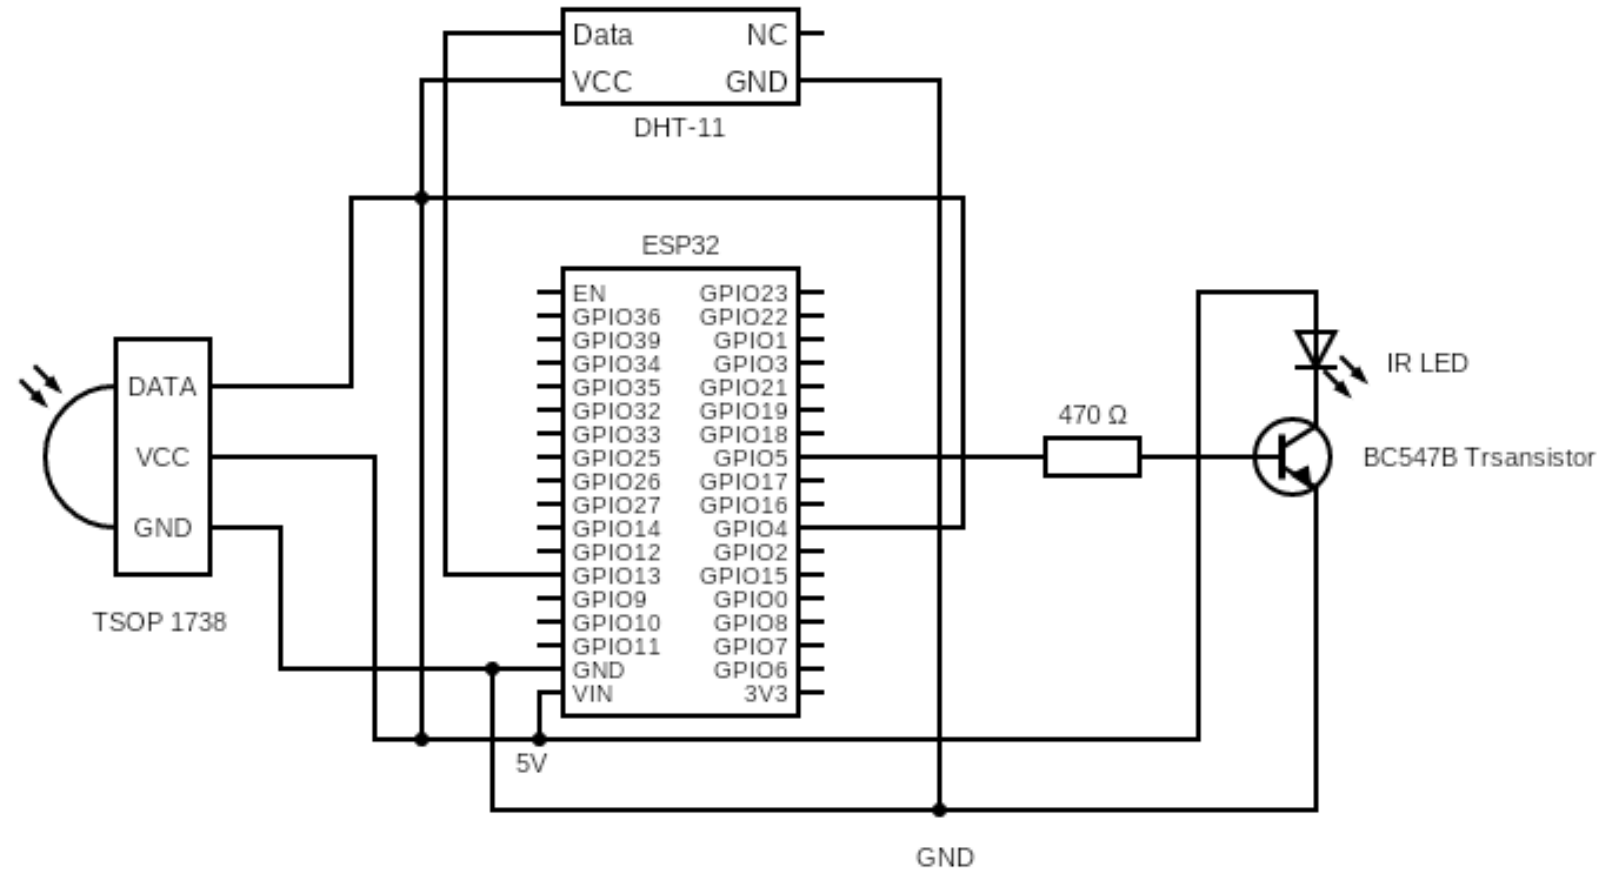 Data NC
VCC GND
DHT-11
ESP32
EN GPIO23
GPIO36 GPIO22
GPIO39 GPIO1
GPIO34 GPIO3
GPIO35 GPIO21
GPIO32 GPIO19
GPIO33 GPIO18
GPIO25 GPIO5
GPIO26 GPIO17
GPIO27 GPIO16
GPIO14 GPIO4
GPIO12 GPIO2
GPIO13 GPIO15
GPIO9 GPIO0
GPIO10 GPIO8
GPIO11 GPIO7
GND GPIO6
VIN 3V3
DATA
VCC
GND
TSOP 1738
470 Ω
IR LED
BC547B Trsansistor
5V
GND